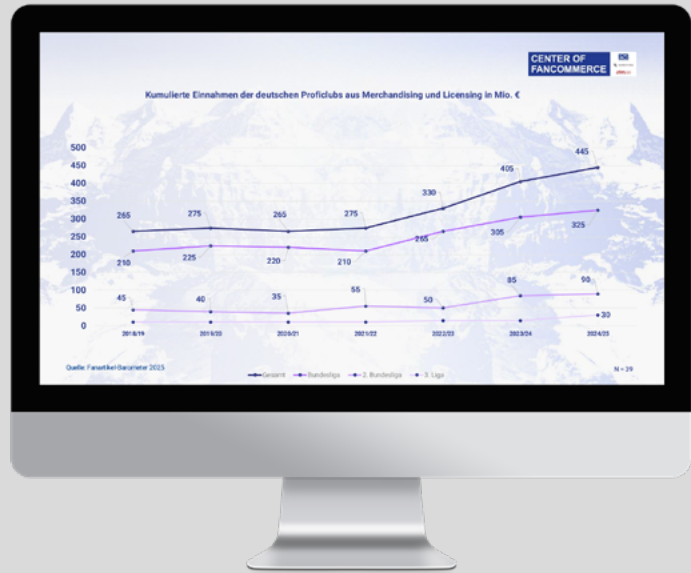 CENTER OF
FANCOMMERCE
ESB
Kumulierte Einnahmen der deutschen Proficlubs aus Merchandising und Licensing in Mio. €
500
450
400
350
300
250
200
150
100
50
0
265 275 265 275 330 405 445
210 225 220 210 265 305 325
45 40 35 55 50 85 90
30
2018/19 2019/20 2020/21 2021/22 2022/23 2023/24 2024/25
Quelle: Fanartikel-Barometer 2025
Gesamt Bundesliga 2. Bundesliga 3. Liga
N = 29